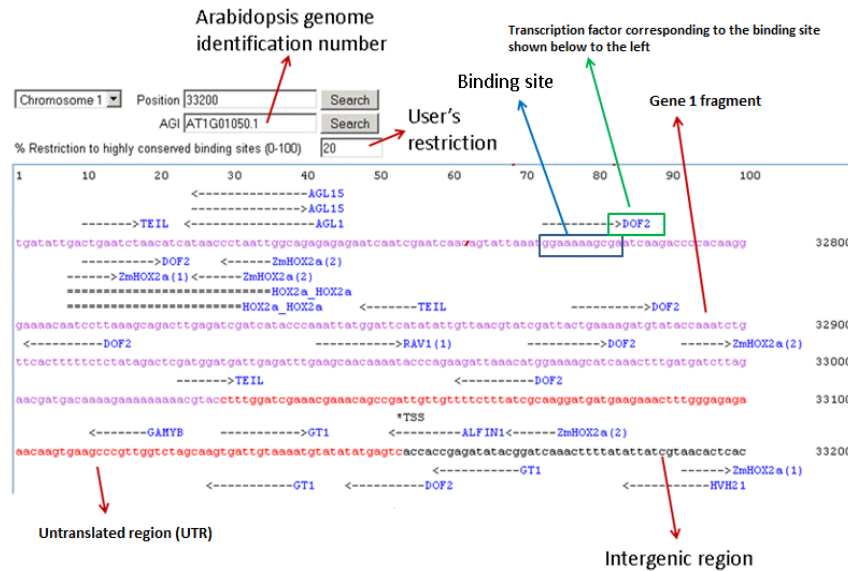 Arabidopsis genome
identification number
Transcription factor corresponding to the binding site
shown below to the left
Binding site
Gene 1 fragment
Chromosome 1 Position 33200 Search
AGI AT1G01050.1 Search
User's
restriction
% Restriction to highly conserved binding sites (0-100) 20
1 10 20 30 40 50 60 70 80 90 100
<---------------AGL15
--------------->AGL15
-------->TEIL <-----------------AGL1 ---------->DOF2
tgatattgactgaatctaacatcataaccctaattggcagagagagaatcaatcgaatcaacagtattaaatggaaaaagcgaatcaagaccccacaagg 32800
---------->DOF2 <-------ZmHOX2a(2)
------->ZmHOX2a(1) <-------ZmHOX2a(2)
===========================HOX2a_HOX2a
=======================HOX2a_HOX2a <-------TEIL ---------->DOF2
gaaaacaatccttaaagcagacttgagatcgatcatacccaaattatggattcatatattgttaacgtatcgattactgaaaagatgtataccaaatctg 32900
<----------DOF2 ----------->RAV1(1) ---------->DOF2 ------->ZmHOX2a(2)
ttcactttttctctatagactcgatggatgattgagatttgaagcaacaaaatacccagaagattaaacatggaaaagcatcaaactttgatgatcttag 33000
------->TEIL <----------DOF2
aacgatgacaaaagaaaaaaaaacgtacctttggatcgaaacgaaacagccgattgttgttttctttatcgcaaggatgatgaagaaactttgggagaga 33100
*TSS
<-------GAMYB ----------->GT1 <----------ALFIN1 <-------ZmHOX2a(2)
aacaagtgaagcccgttggtctagcaagtgattgtaaaatgtatatatgagtcaccaccgagatatacggatcaaacttttatattatcgtaacactcac 33200
<-----------GT1 ------->ZmHOX2a(1)
<-----------GT1 <----------DOF2 <-----------HVH21
Untranslated region (UTR)
Intergenic region